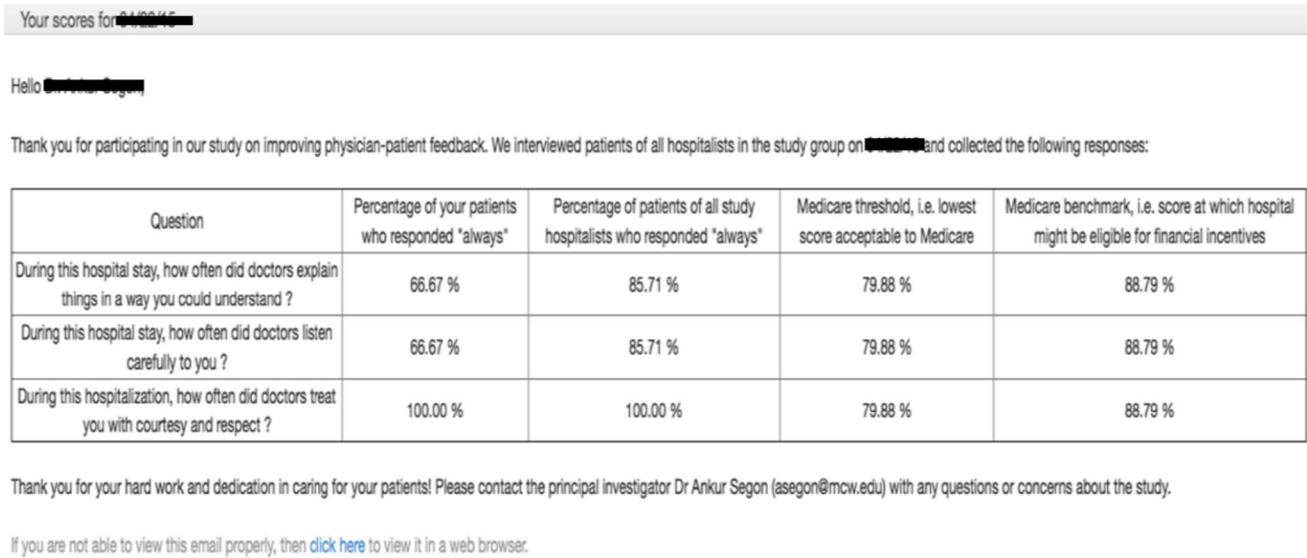 Your scores for
Hello
Thank you for participating in our study on improving physician-patient feedback. We interviewed patients of all hospitalists in the study group on and collected the following responses:
Question
Percentage of your patients
who responded "always"
Percentage of patients of all study
hospitalists who responded "always"
Medicare threshold, i.e. lowest
score acceptable to Medicare
Medicare benchmark, i.e. score at which hospital
might be eligible for financial incentives
During this hospital stay, how often did doctors explain
things in a way you could understand ?
66.67 %
85.71 %
79.88 %
88.79 %
During this hospital stay, how often did doctors listen
carefully to you ?
66.67 %
85.71 %
79.88 %
88.79 %
During this hospitalization, how often did doctors treat
you with courtesy and respect ?
100.00 %
100.00 %
79.88 %
88.79 %
Thank you for your hard work and dedication in caring for your patients! Please contact the principal investigator Dr Ankur Segon (asegon@mcw.edu) with any questions or concerns about the study.
If you are not able to view this email properly, then click here to view it in a web browser.